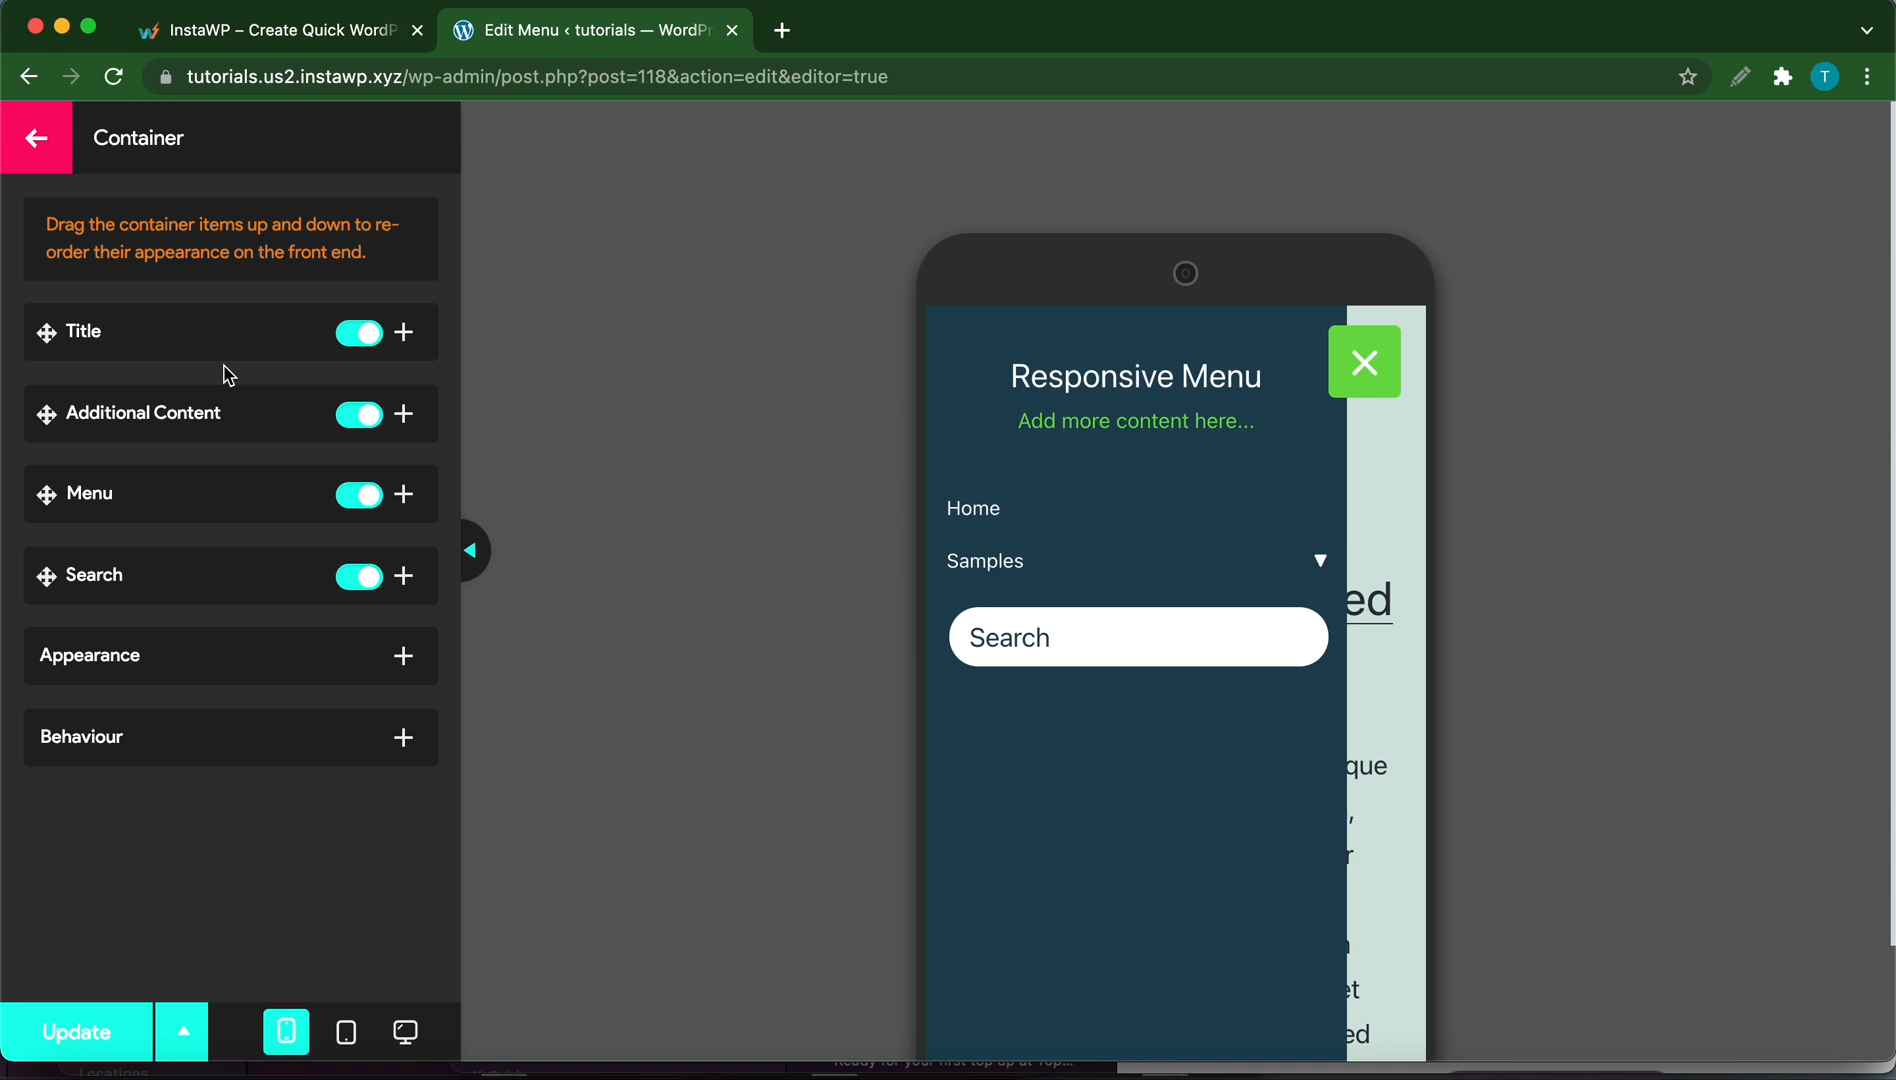 InstaWP – Create Quick WordP
Edit Menu ‹ tutorials — WordPr
tutorials.us2.instawp.xyz/wp-admin/post.php?post=118&action=edit&editor=true
T
Container
Drag the container items up and down to re-
order their appearance on the front end.
Title
Additional Content
Menu
Search
Appearance
Behaviour
Update
Responsive Menu
Add more content here...
Home
Samples
Search
ed
que
,
r
et
ed
Locations